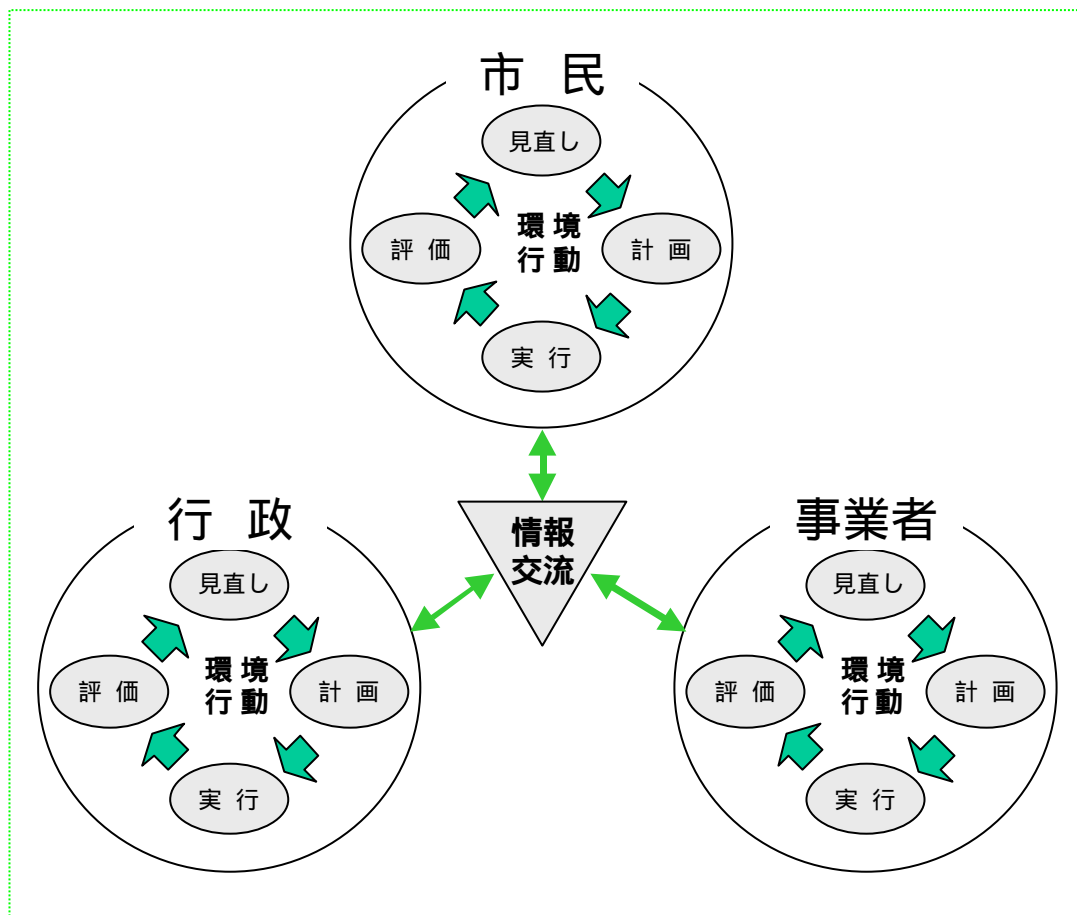 市 民
見直し
環 境
行 動
評 価
計 画
実 行
情報
交流
行 政
見直し
環 境
行 動
評 価
計 画
実 行
事業者
見直し
環 境
行 動
評 価
計 画
実 行